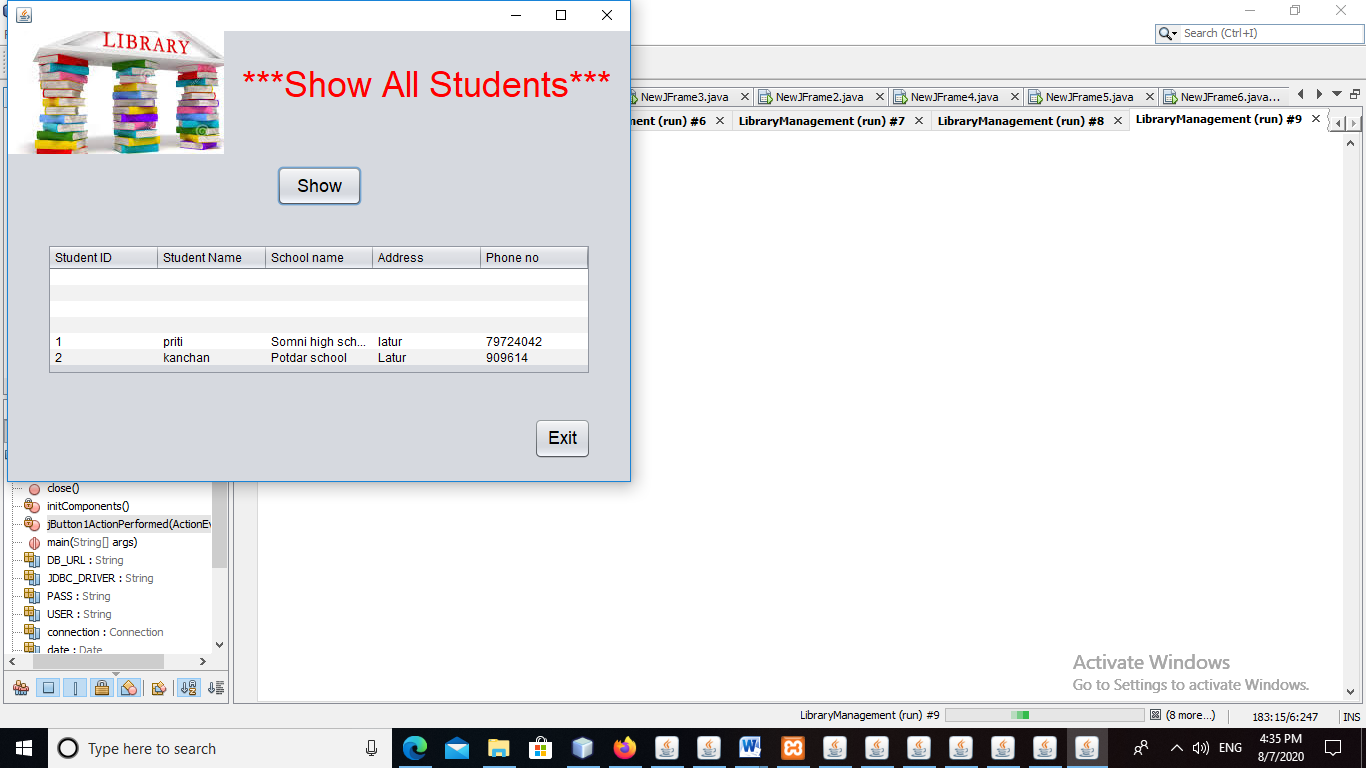 LIBRARY
***Show All Students***
Show
Student ID Student Name School name Address Phone no
1 priti Somni high sch... latur 79724042
2 kanchan Potdar school Latur 909614
Exit
Search (Ctrl+I)
NewJFrame3.java NewJFrame2.java NewJFrame4.java NewJFrame5.java NewJFrame6.java...
ment (run) #6 LibraryManagement (run) #7 LibraryManagement (run) #8 LibraryManagement (run) #9
close()
initComponents()
jButton1ActionPerformed(ActionEv
main(String[] args)
DB_URL : String
JDBC_DRIVER : String
PASS : String
USER : String
connection : Connection
date : Date
Activate Windows
Go to Settings to activate Windows.
LibraryManagement (run) #9 (8 more...) 183:15/6:247 INS
Type here to search
ENG
4:35 PM
8/7/2020